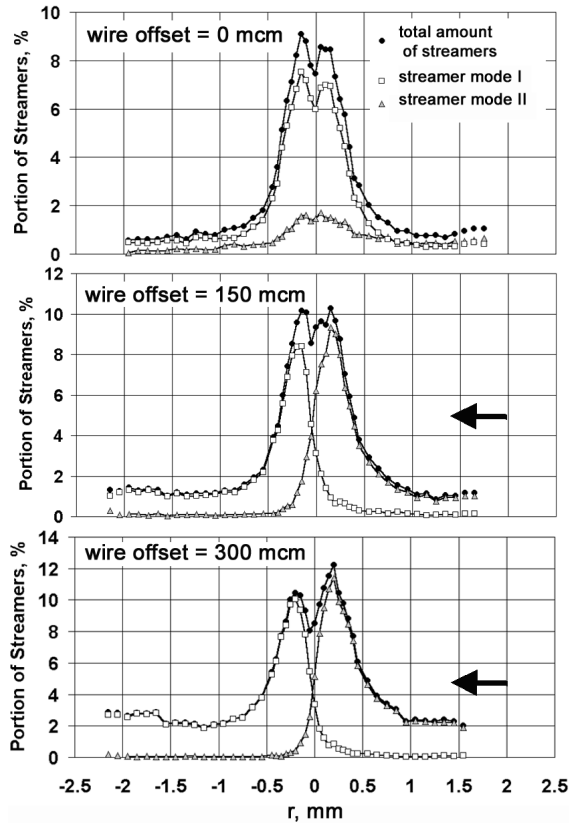 10
8
6
4
2
0
Portion of Streamers, %
wire offset = 0 mcm
total amount
of streamers
streamer mode I
streamer mode II
12
10
8
6
4
2
0
Portion of Streamers, %
wire offset = 150 mcm
14
12
10
8
6
4
2
0
Portion of Streamers, %
wire offset = 300 mcm
-2.5 -2 -1.5 -1 -0.5 0 0.5 1 1.5 2 2.5
r, mm